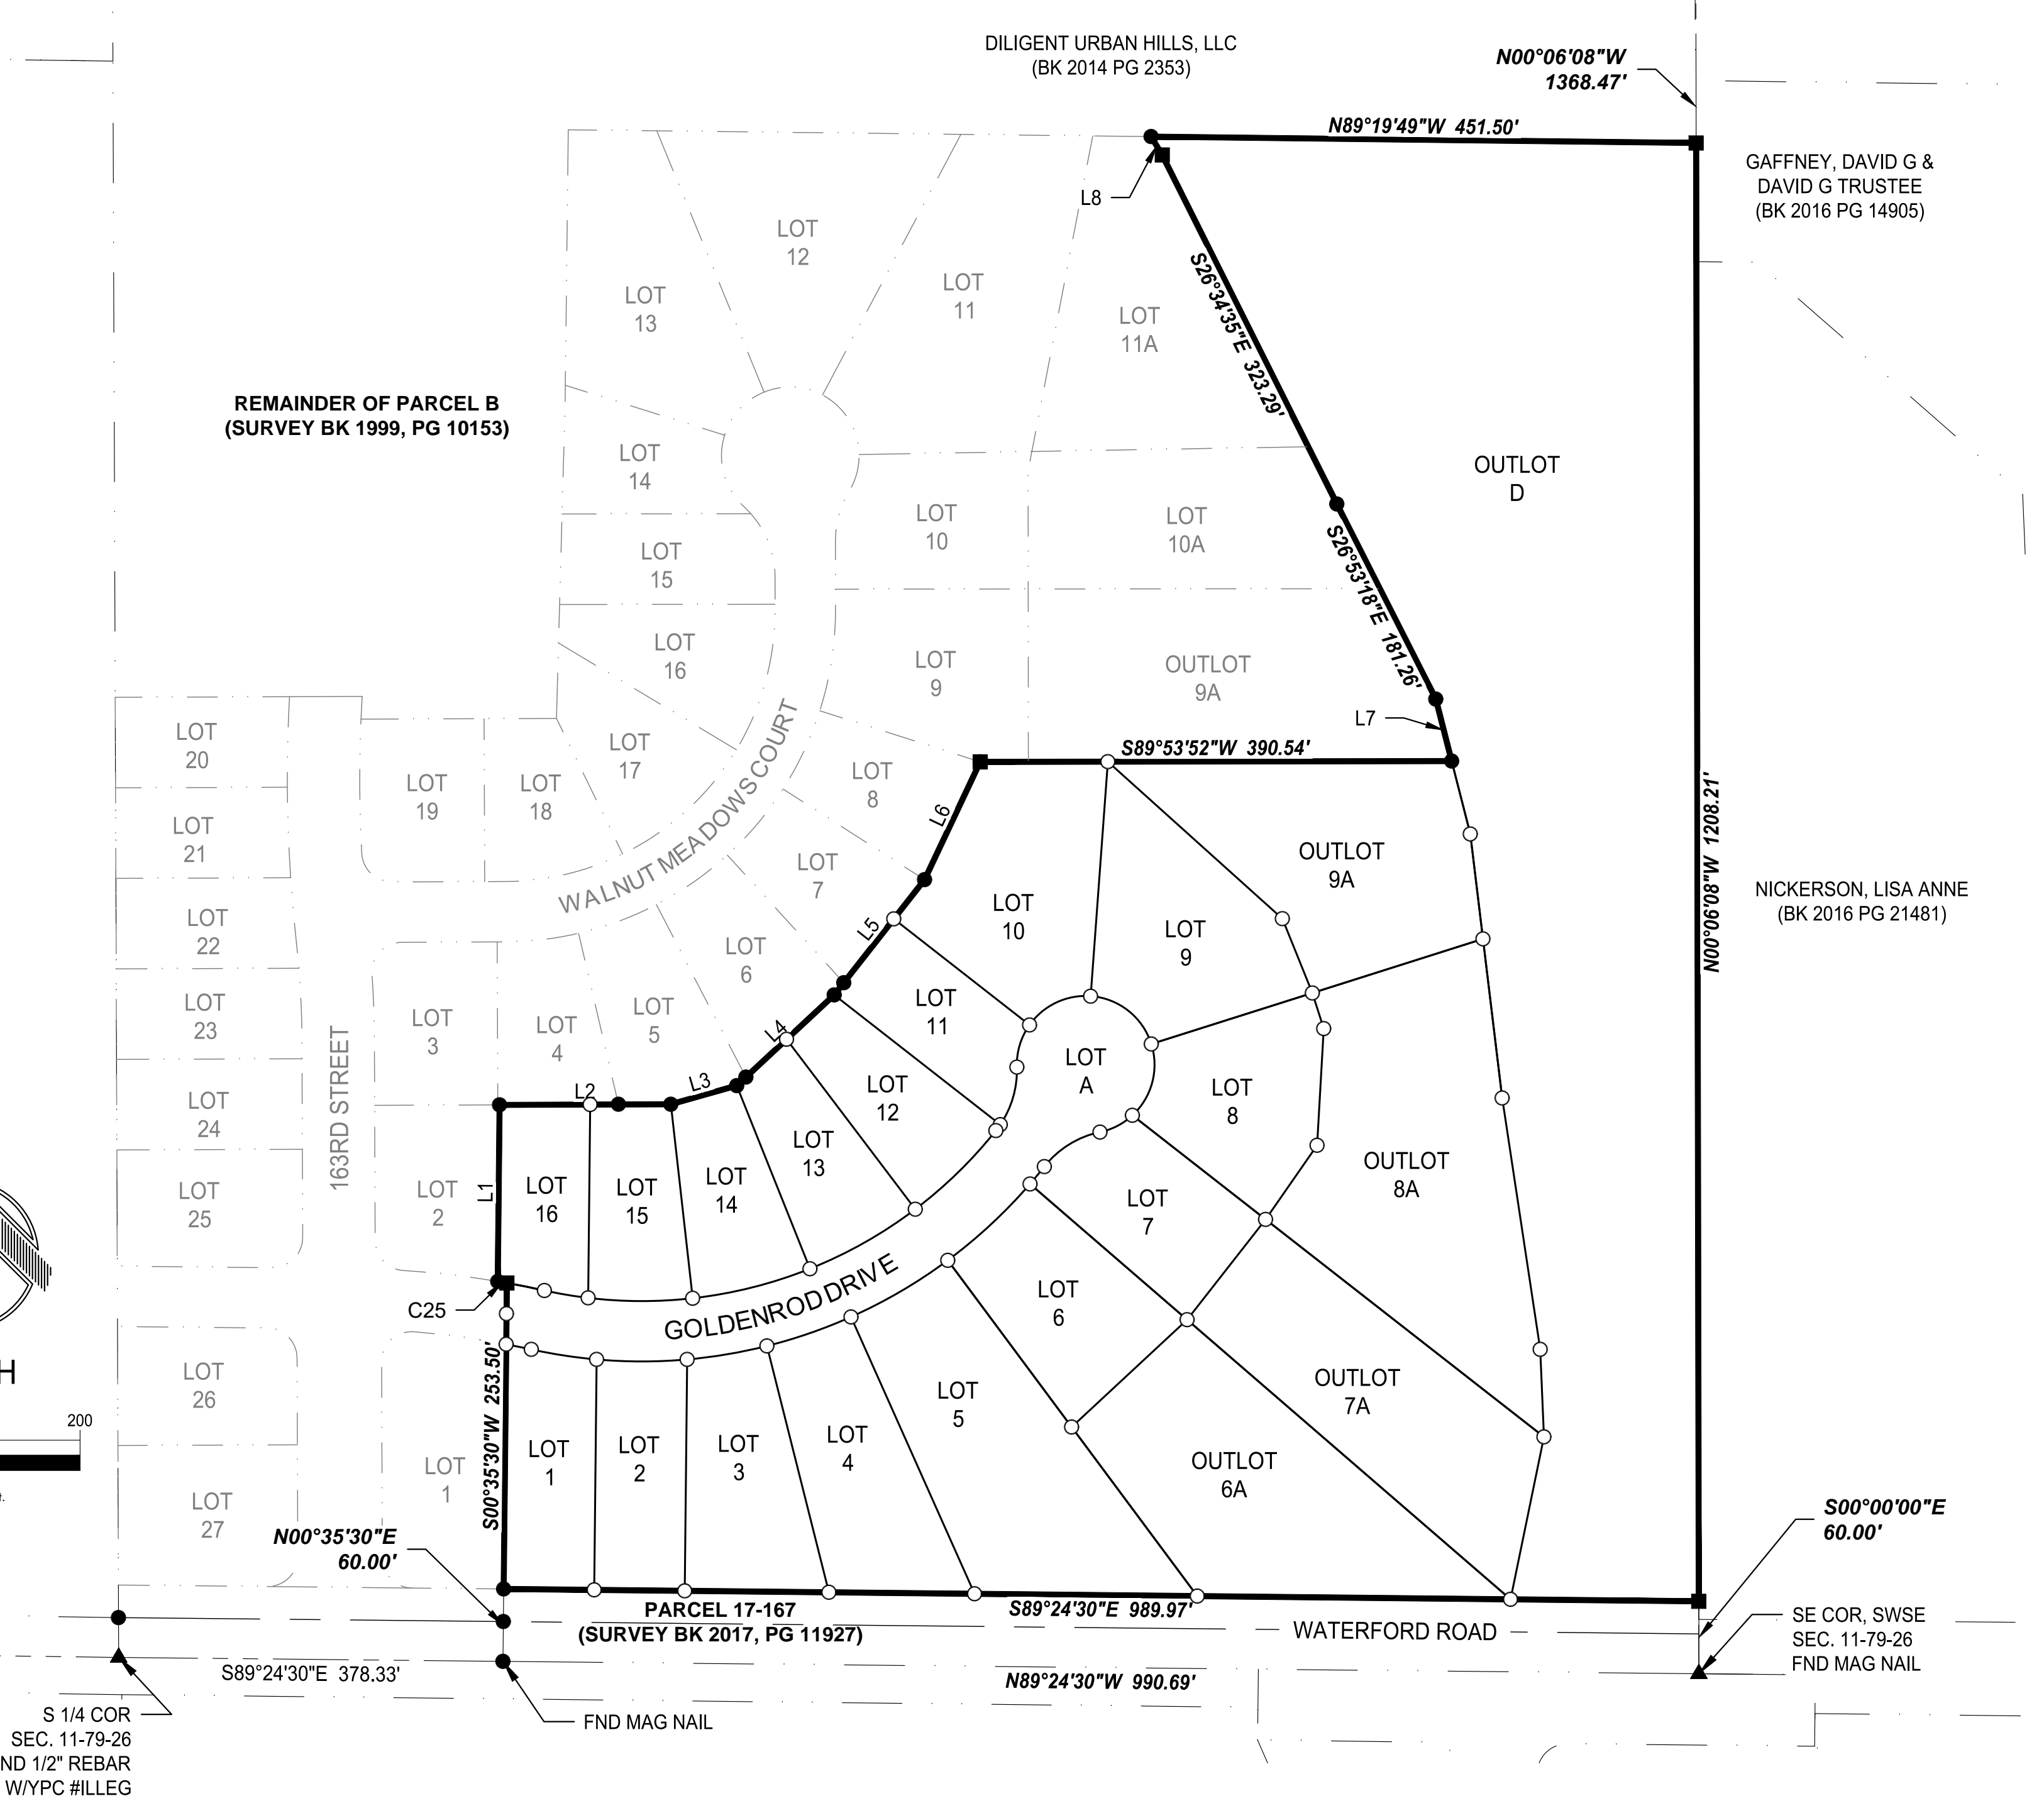 DILIGENT URBAN HILLS, LLC
(BK 2014 PG 2353)
N00°06'08"W
1368.47'
N89°19'49"W 451.50'
GAFFNEY, DAVID G &
DAVID G TRUSTEE
(BK 2016 PG 14905)
L8
LOT
12
LOT
11
LOT
13
LOT
11A
S26°34'35"E 323.29'
REMAINDER OF PARCEL B
(SURVEY BK 1999, PG 10153)
LOT
14
OUTLOT
D
LOT
10
LOT
10A
LOT
15
S26°53'18"E 181.26'
LOT
16
LOT
9
OUTLOT
9A
L7
LOT
20
LOT
17
WALNUT MEADOWS COURT
S89°53'52"W 390.54'
LOT
19
LOT
18
LOT
8
LOT
21
L6
N00°06'08"W 1208.21'
LOT
7
OUTLOT
9A
NICKERSON, LISA ANNE
(BK 2016 PG 21481)
LOT
22
LOT
10
L5
LOT
9
LOT
6
LOT
23
LOT
3
LOT
4
LOT
5
LOT
11
L4
LOT
A
163RD STREET
LOT
24
L2
L3
LOT
12
LOT
8
LOT
25
LOT
2
L1
LOT
16
LOT
15
LOT
14
LOT
13
OUTLOT
8A
LOT
7
C25
GOLDENROD DRIVE
LOT
6
H
LOT
26
200
S00°35'30"W 253.50'
LOT
5
OUTLOT
7A
LOT
1
LOT
1
LOT
2
LOT
3
LOT
4
OUTLOT
6A
LOT
27
N00°35'30"E
60.00'
S00°00'00"E
60.00'
PARCEL 17-167
(SURVEY BK 2017, PG 11927)
S89°24'30"E 989.97'
WATERFORD ROAD
SE COR, SWSE
SEC. 11-79-26
FND MAG NAIL
S89°24'30"E 378.33'
N89°24'30"W 990.69'
S 1/4 COR
SEC. 11-79-26
ND 1/2" REBAR
W/YPC #ILLEG
FND MAG NAIL